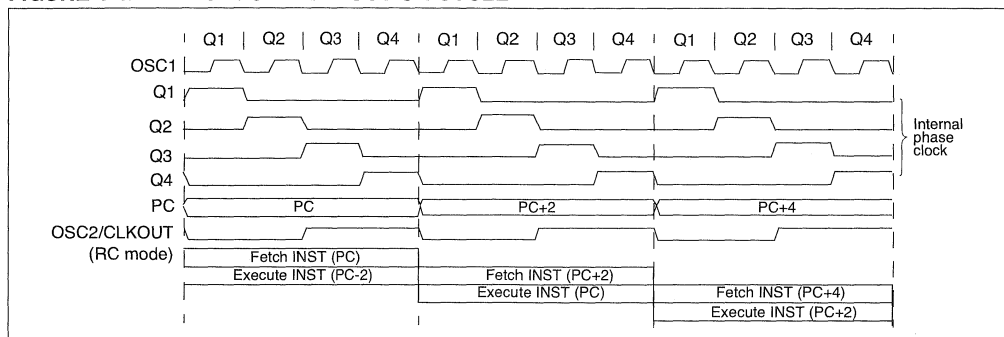 Q1 | Q2 | Q3 | Q4 | Q1 | Q2 | Q3 | Q4 | Q1 | Q2 | Q3 | Q4
OSC1
Q1
Q2
Q3
Q4
Internal
phase
clock
PC PC PC+2 PC+4
OSC2/CLKOUT
(RC mode)
Fetch INST (PC)
Execute INST (PC-2) Fetch INST (PC+2)
Execute INST (PC) Fetch INST (PC+4)
Execute INST (PC+2)